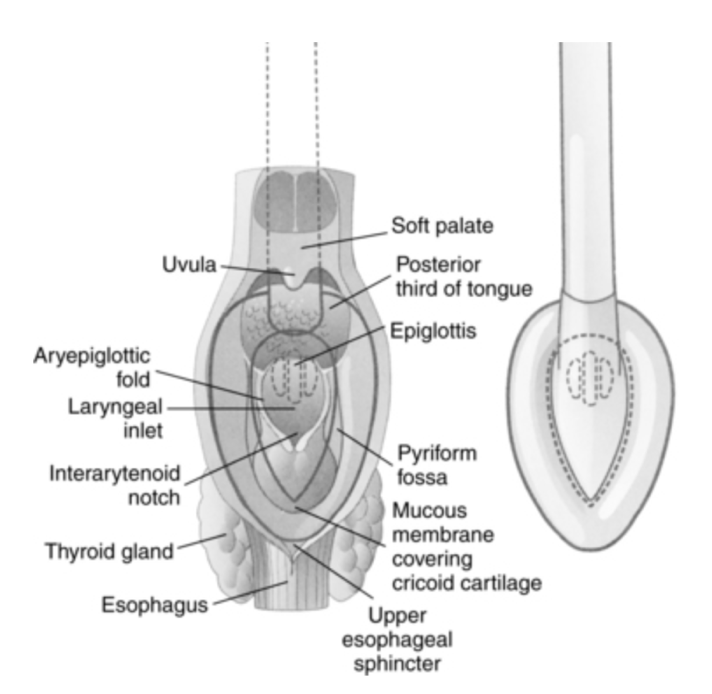 Soft palate
Uvula
Posterior
third of tongue
Epiglottis
Aryepiglottic
fold
Laryngeal
inlet
Interarytenoid
notch
Pyriform
fossa
Mucous
membrane
covering
cricoid cartilage
Thyroid gland
Esophagus
Upper
esophageal
sphincter